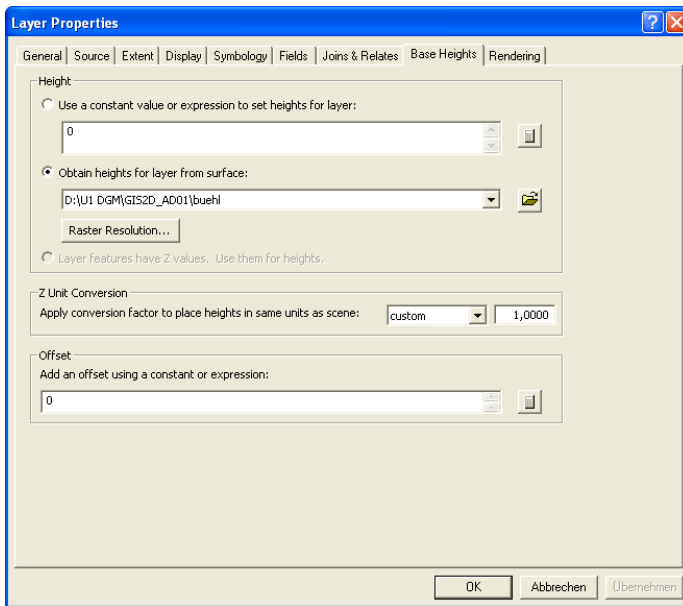 Layer Properties
General Source Extent Display Symbology Fields Joins & Relates Base Heights Rendering
Height
Use a constant value or expression to set heights for layer:
0
Obtain heights for layer from surface:
D:\U1 DGM\GIS2D_AD01\buehl
Raster Resolution...
Layer features have Z values. Use them for heights.
Z Unit Conversion
Apply conversion factor to place heights in same units as scene: custom 1,0000
Offset
Add an offset using a constant or expression:
0
OK Abbrechen Übernehmen